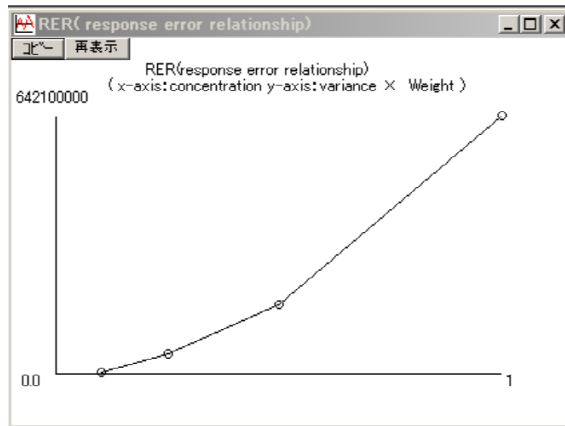 RER( response error relationship)
コピー 再表示
RER(response error relationship)
( x-axis:concentration y-axis:variance × Weight )
642100000
0.0 1